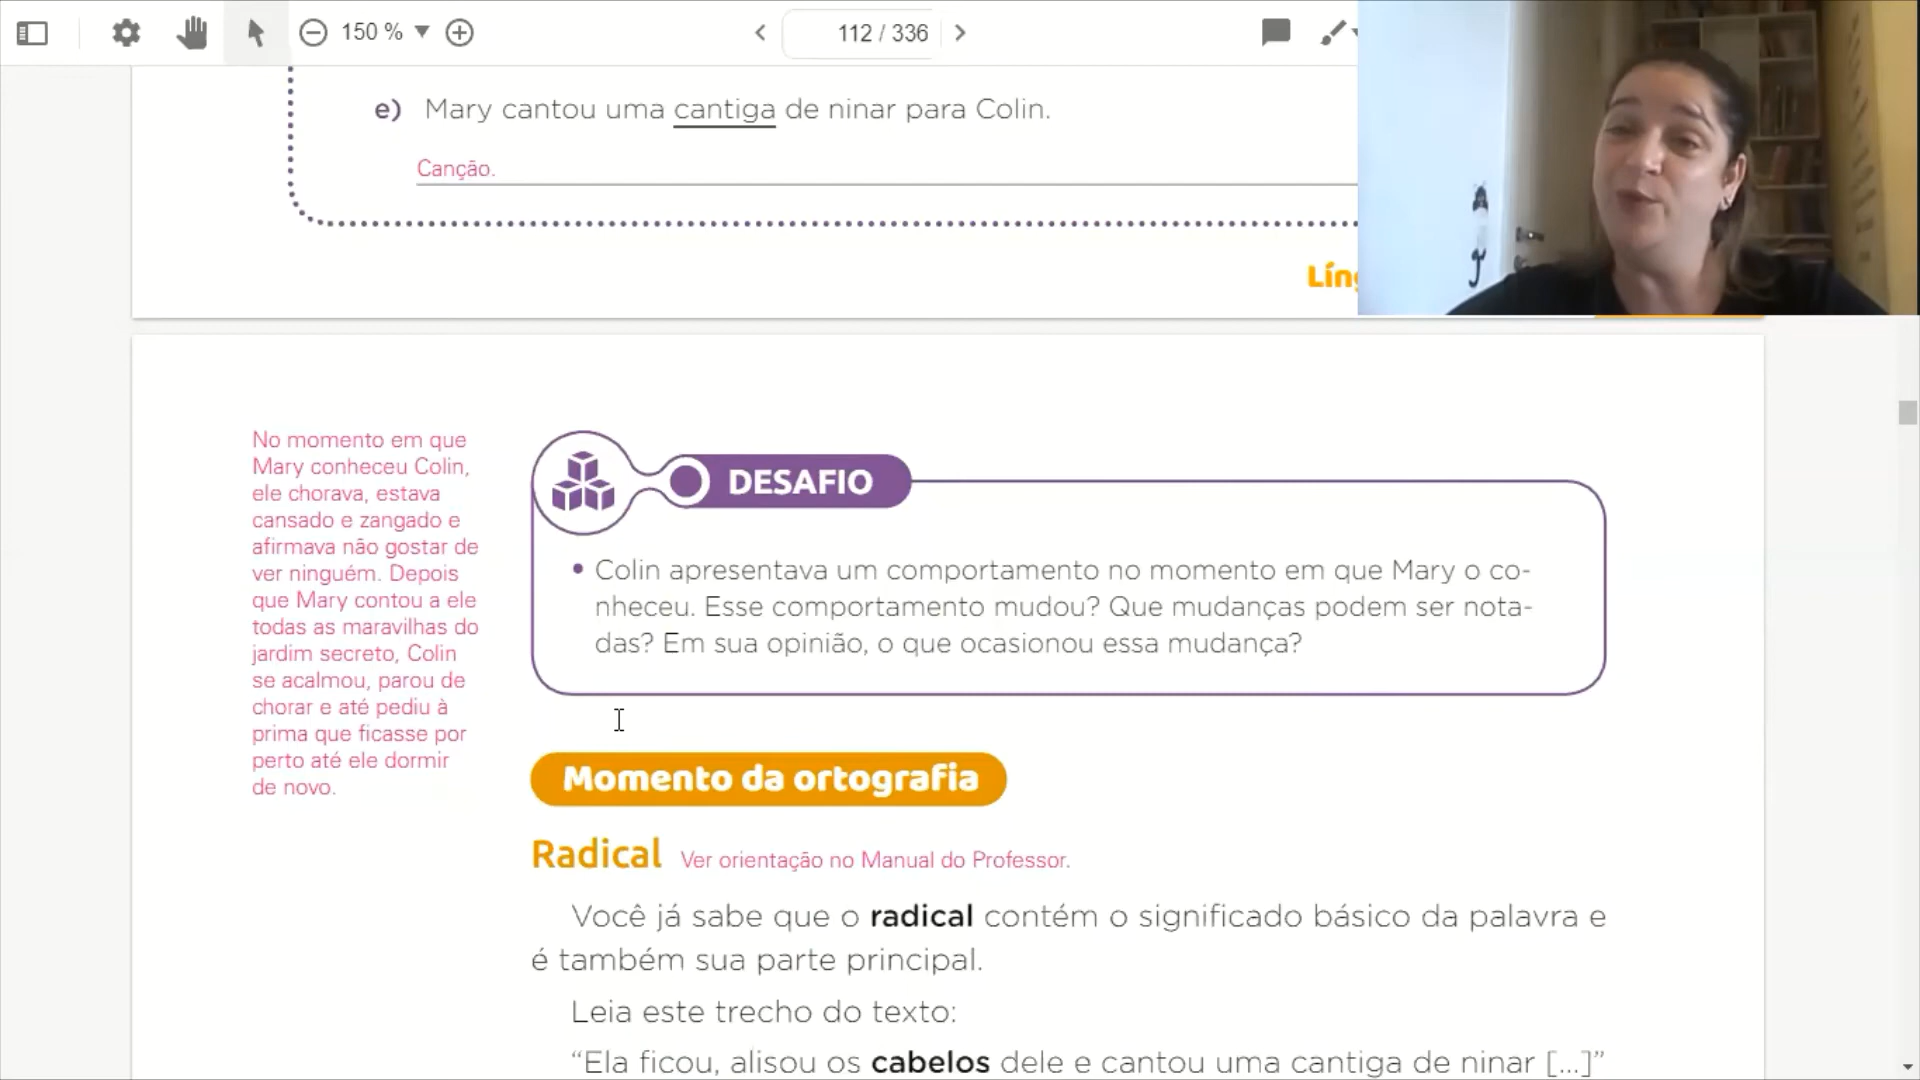 150 %
112 / 336
e) Mary cantou uma cantiga de ninar para Colin.
Canção.
Líng
No momento em que
Mary conheceu Colin,
ele chorava, estava
cansado e zangado e
afirmava não gostar de
ver ninguém. Depois
que Mary contou a ele
todas as maravilhas do
jardim secreto, Colin
se acalmou, parou de
chorar e até pediu à
prima que ficasse por
perto até ele dormir
de novo.
DESAFIO
• Colin apresentava um comportamento no momento em que Mary o co-
nheceu. Esse comportamento mudou? Que mudanças podem ser nota-
das? Em sua opinião, o que ocasionou essa mudança?
Momento da ortografia
Radical Ver orientação no Manual do Professor.
Você já sabe que o radical contém o significado básico da palavra e
é também sua parte principal.
Leia este trecho do texto:
“Ela ficou, alisou os cabelos dele e cantou uma cantiga de ninar [...]”